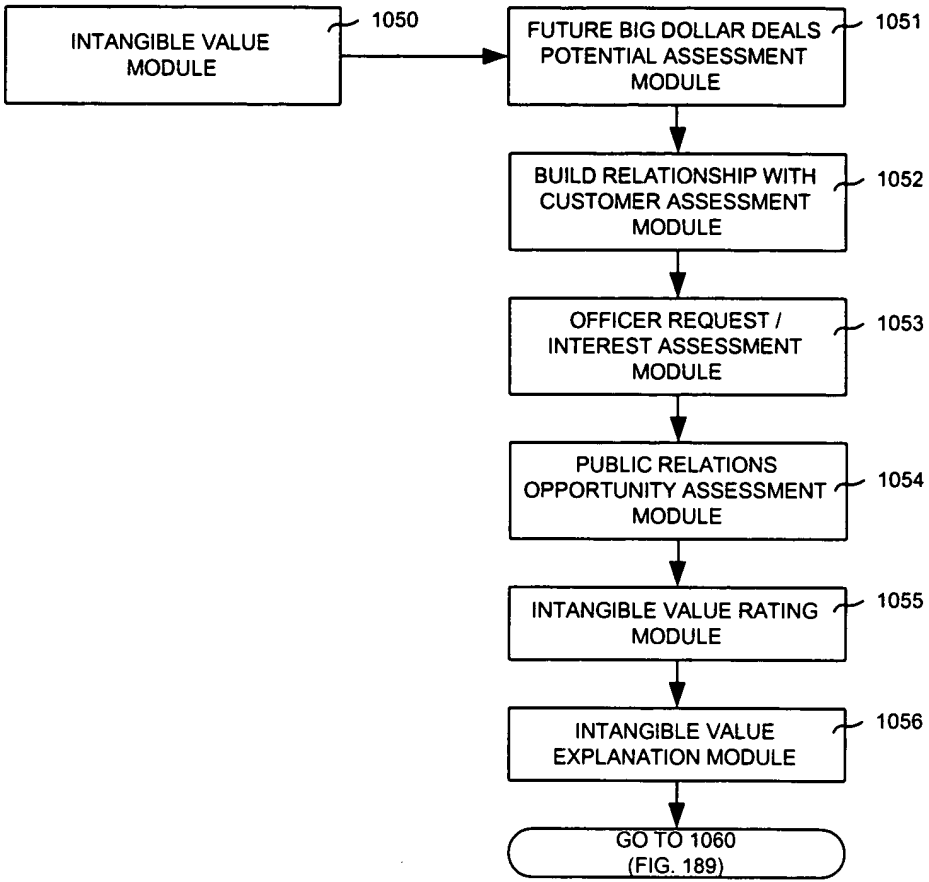 INTANGIBLE VALUE
MODULE
1050
FUTURE BIG DOLLAR DEALS
POTENTIAL ASSESSMENT
MODULE
1051
BUILD RELATIONSHIP WITH
CUSTOMER ASSESSMENT
MODULE
1052
OFFICER REQUEST /
INTEREST ASSESSMENT
MODULE
1053
PUBLIC RELATIONS
OPPORTUNITY ASSESSMENT
MODULE
1054
INTANGIBLE VALUE RATING
MODULE
1055
INTANGIBLE VALUE
EXPLANATION MODULE
1056
GO TO 1060
(FIG. 189)